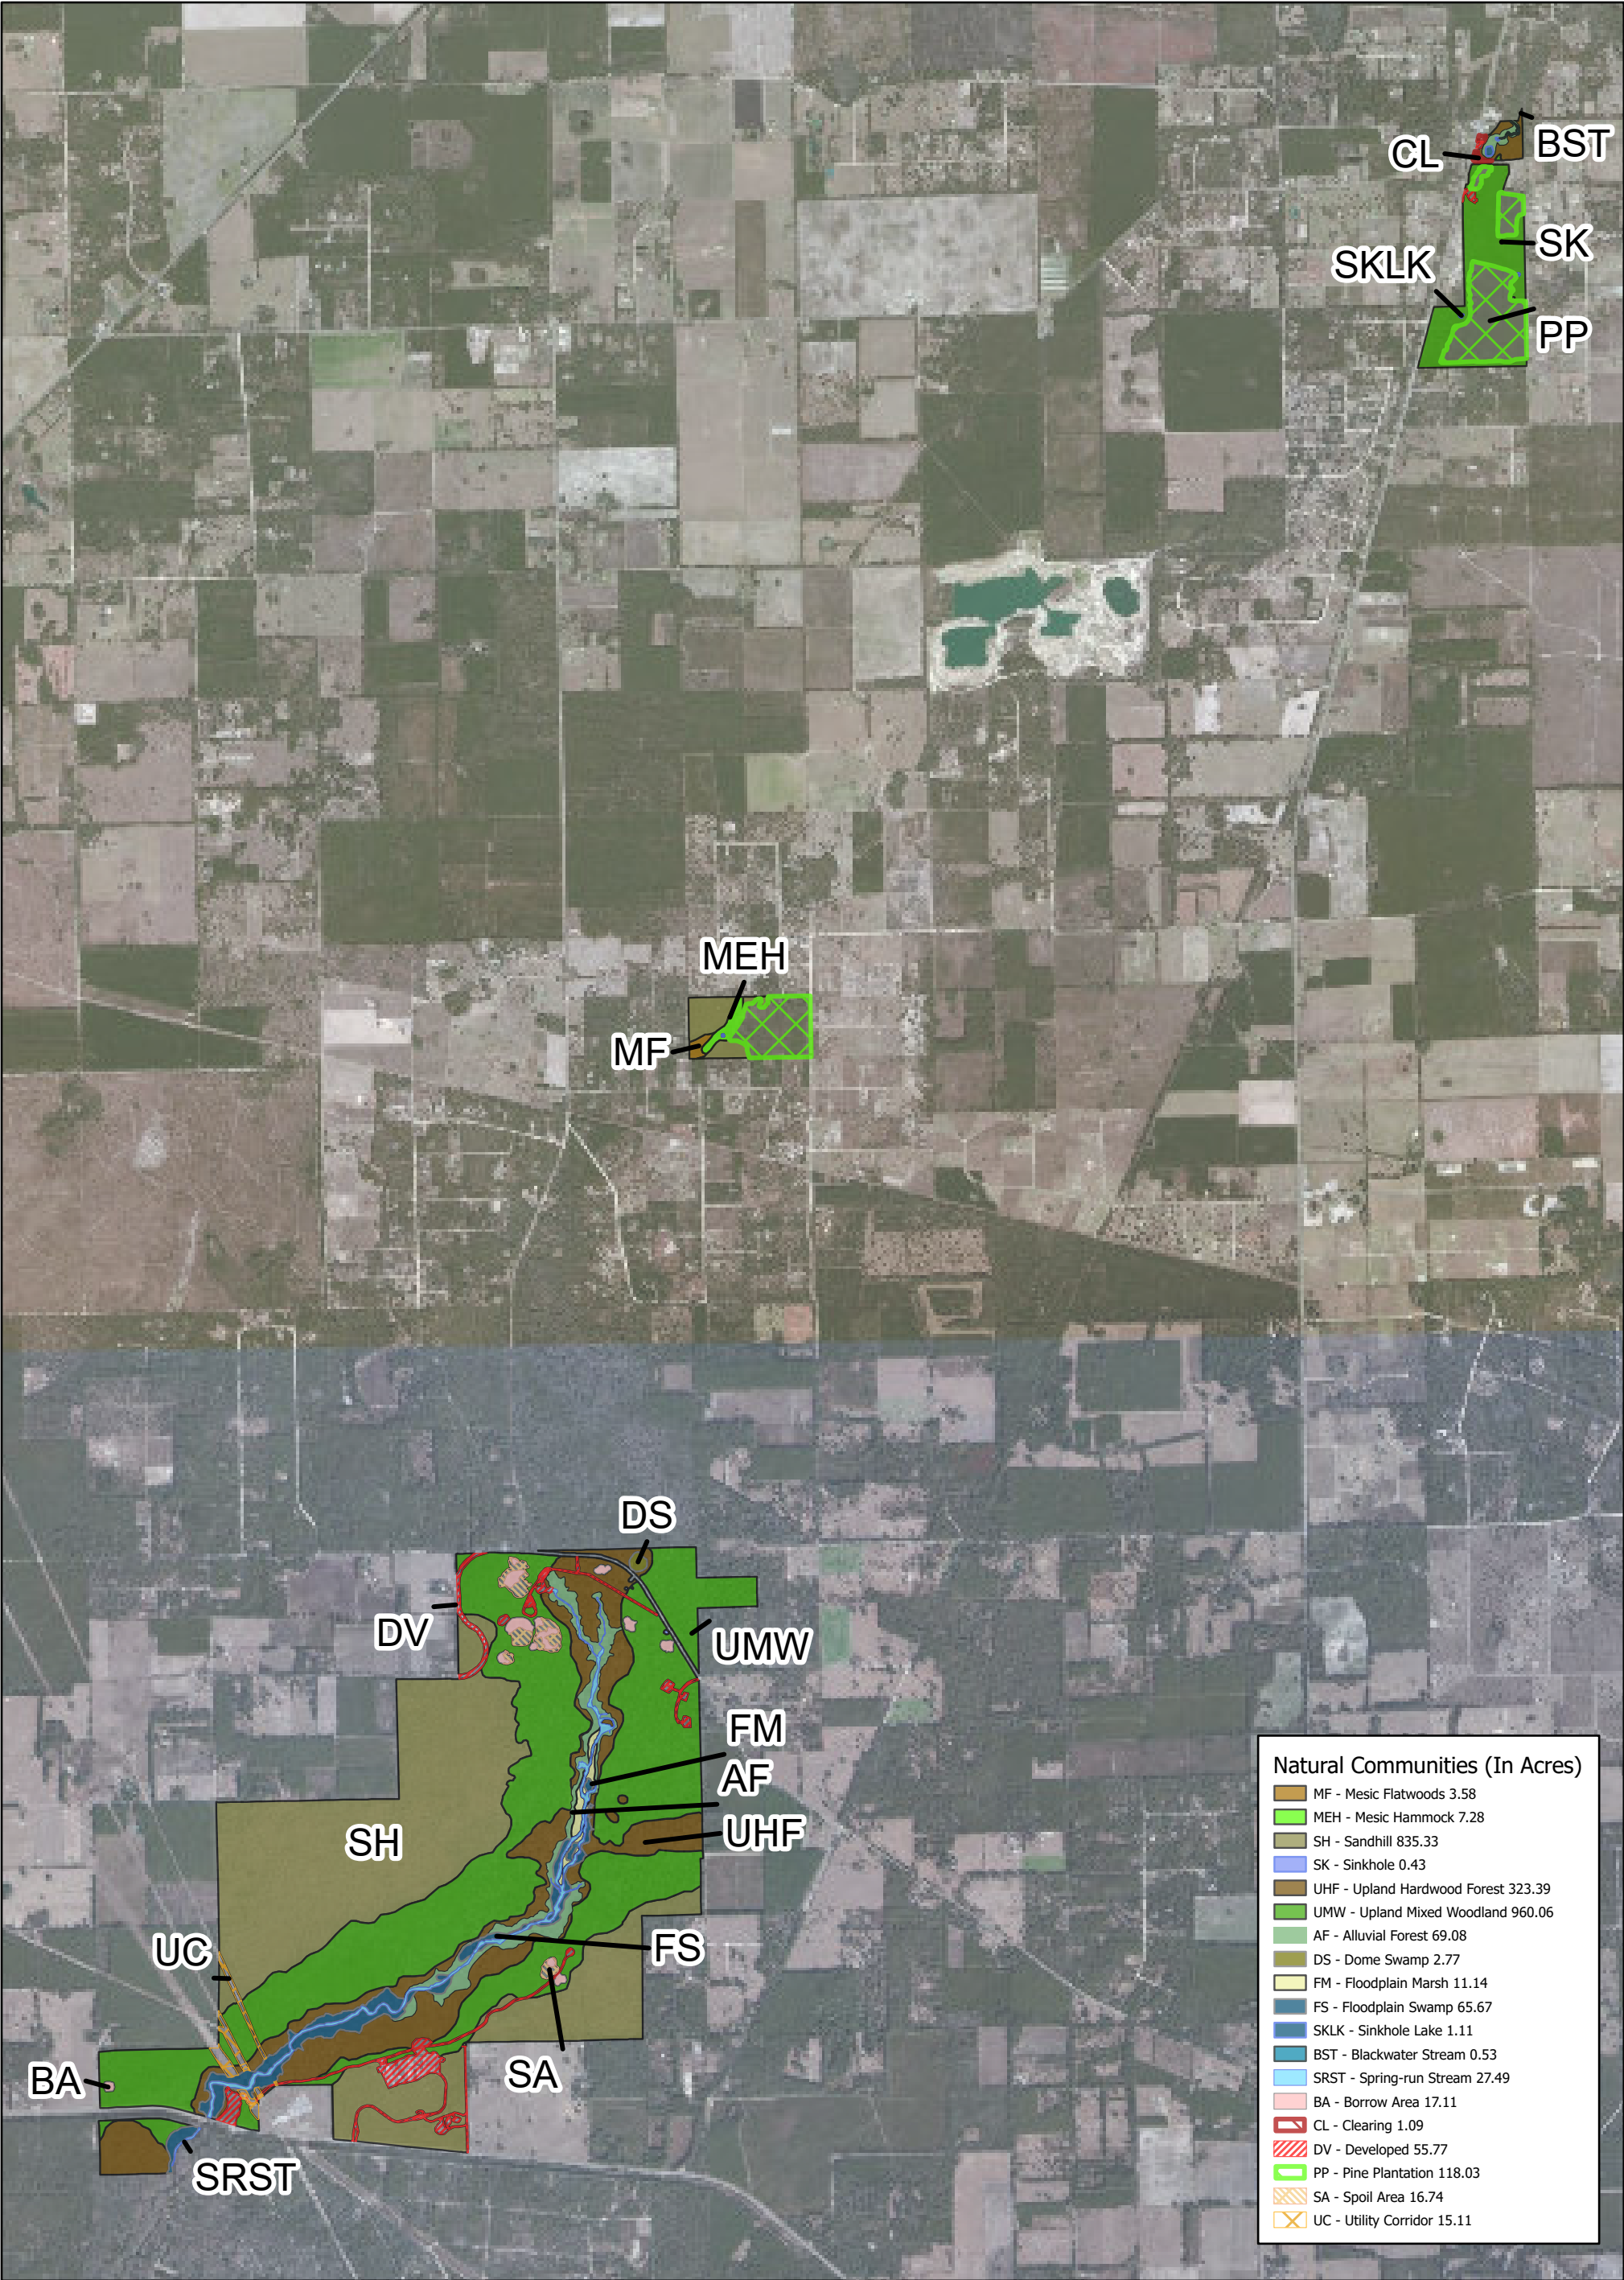 BST
CL
SK
SKLK
PP
MEH
MF
DS
DV
UMW
FM
AF
UHF
SH
FS
UC
SA
BA
SRST
Natural Communities (In Acres)
MF - Mesic Flatwoods 3.58
MEH - Mesic Hammock 7.28
SH - Sandhill 835.33
SK - Sinkhole 0.43
UHF - Upland Hardwood Forest 323.39
UMW - Upland Mixed Woodland 960.06
AF - Alluvial Forest 69.08
DS - Dome Swamp 2.77
FM - Floodplain Marsh 11.14
FS - Floodplain Swamp 65.67
SKLK - Sinkhole Lake 1.11
BST - Blackwater Stream 0.53
SRST - Spring-run Stream 27.49
BA - Borrow Area 17.11
CL - Clearing 1.09
DV - Developed 55.77
PP - Pine Plantation 118.03
SA - Spoil Area 16.74
UC - Utility Corridor 15.11